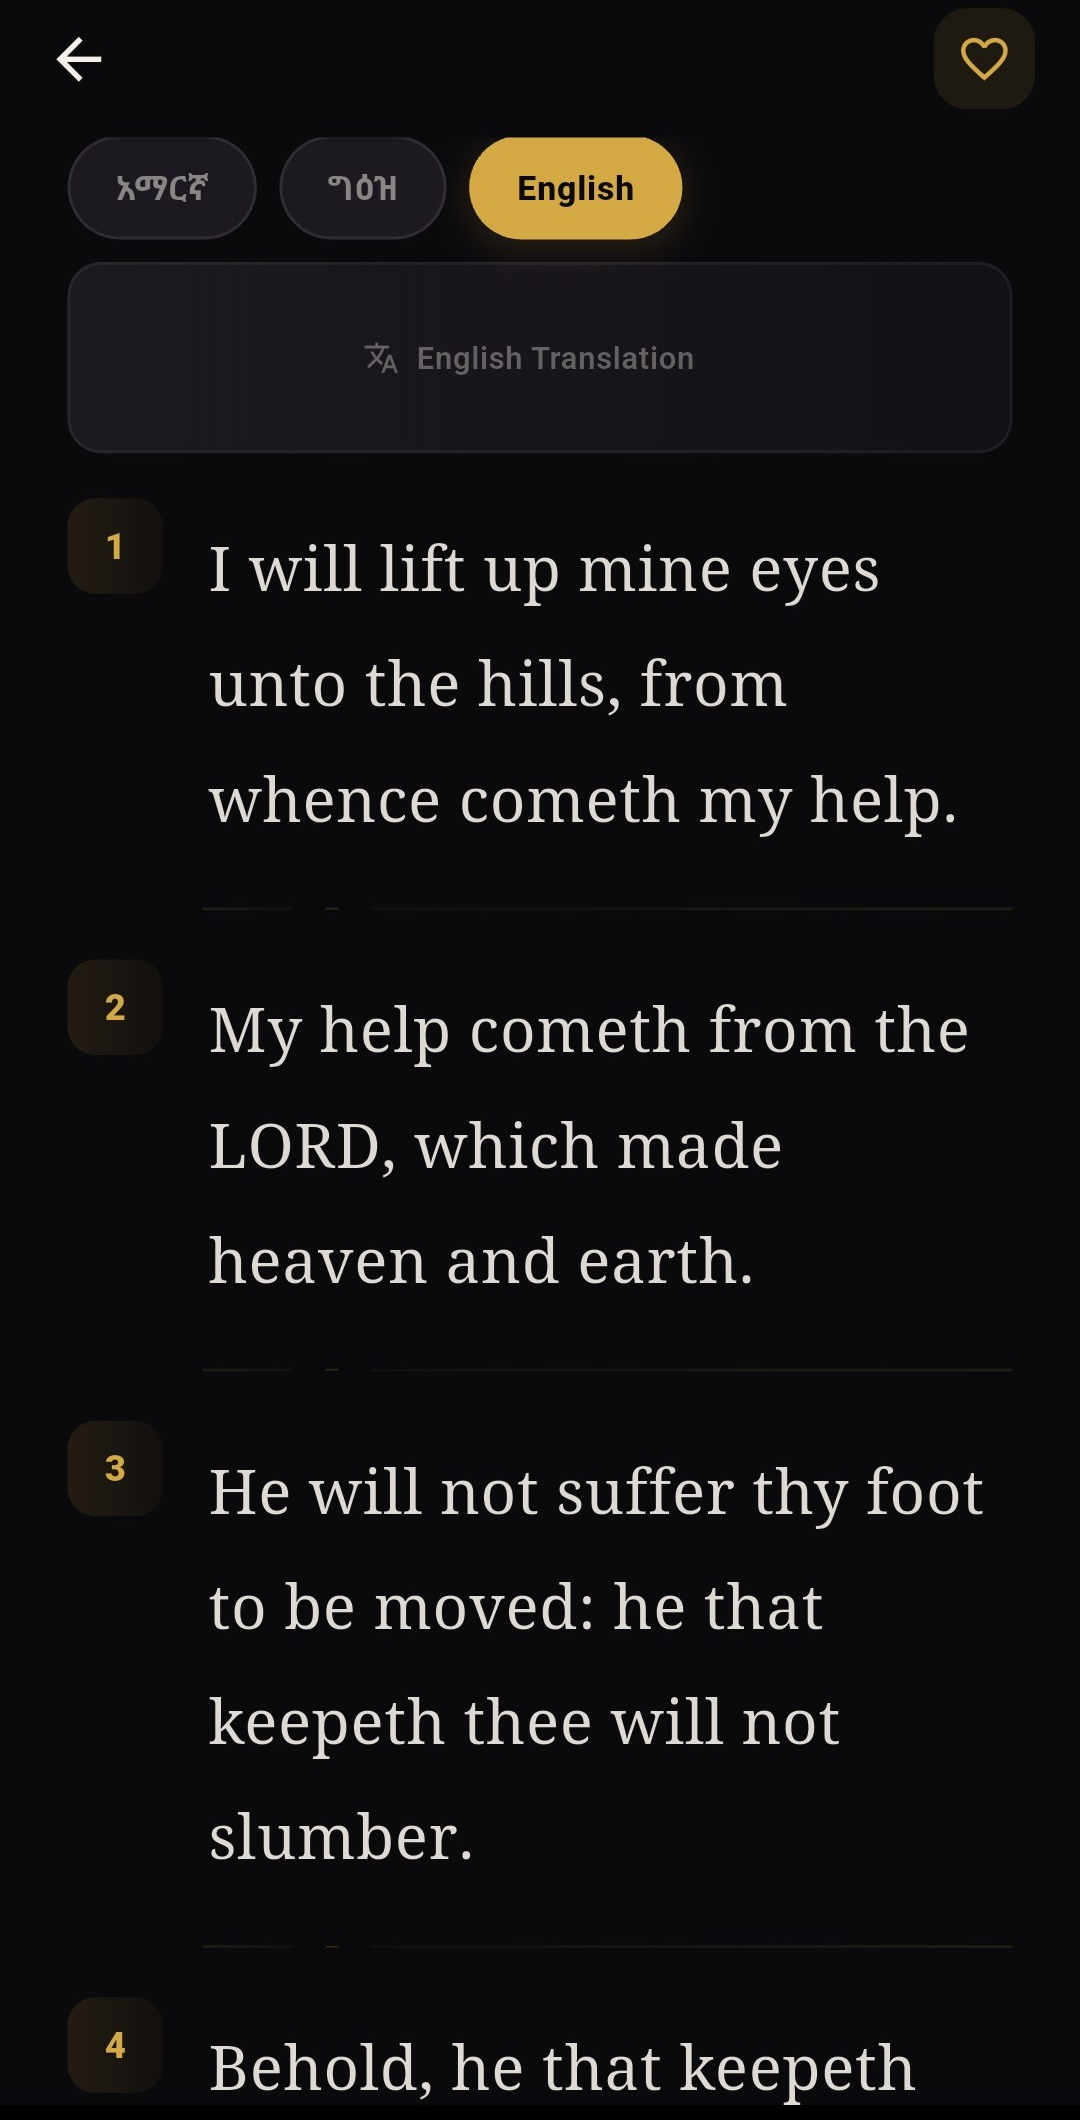 አማርኛ
ግዕዝ
English
English Translation
1
I will lift up mine eyes
unto the hills, from
whence cometh my help.
2
My help cometh from the
LORD, which made
heaven and earth.
3
He will not suffer thy foot
to be moved: he that
keepeth thee will not
slumber.
4
Behold, he that keepeth